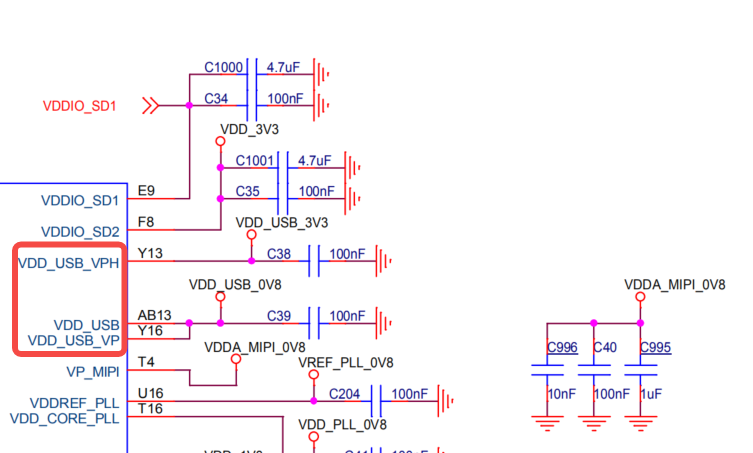 C1000 4.7uF
VDDIO_SD1 C34 100nF
VDD_3V3
C1001 4.7uF
E9 C35 100nF
VDDIO_SD1
F8 VDD_USB_3V3
VDDIO_SD2
Y13 C38 100nF
VDD_USB_VPH
VDD_USB_0V8 VDDA_MIPI_0V8
AB13 C39 100nF
VDD_USB
Y16
VDD_USB_VP
VDDA_MIPI_0V8 C996 C40 C995
T4 VREF_PLL_0V8
VP_MIPI
U16 C204 100nF 10nF 100nF 1uF
VDDREF_PLL
T16
VDD_CORE_PLL
VDD_PLL_0V8